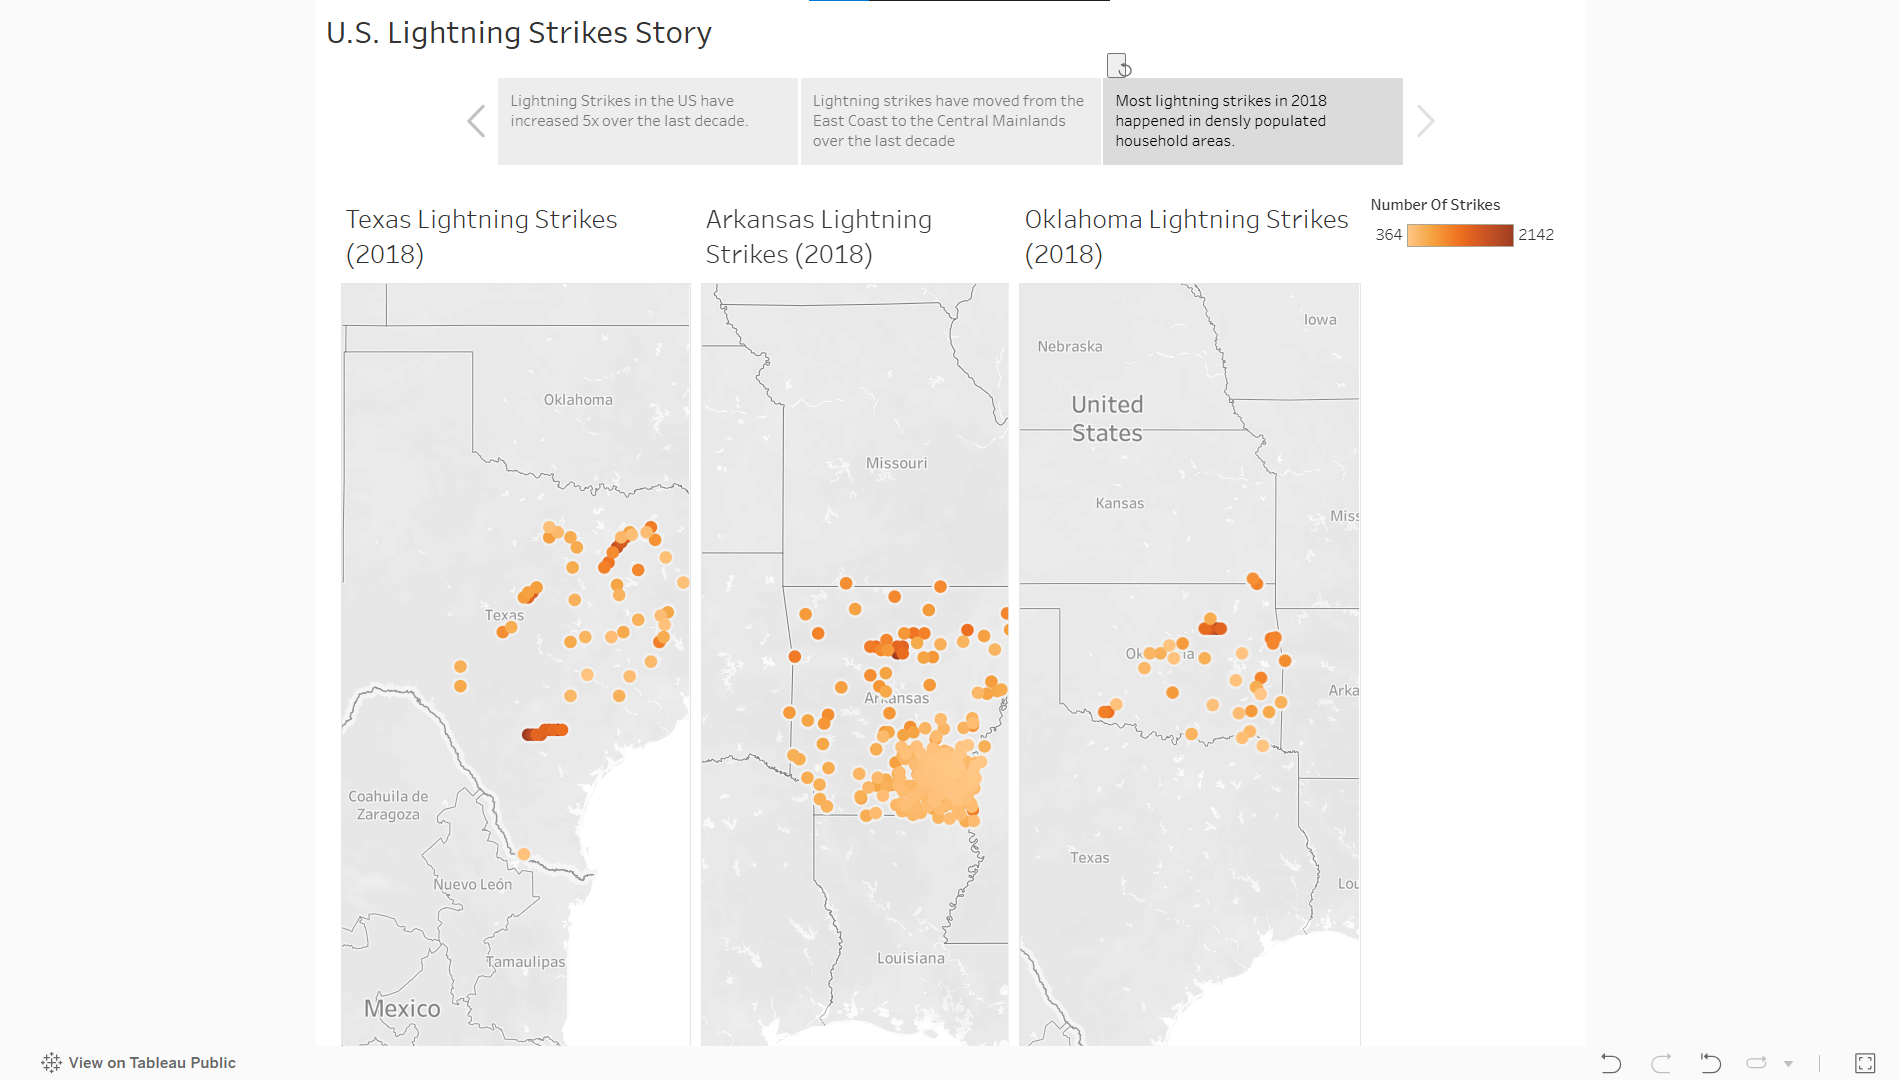 U.S. Lightning Strikes Story
Lightning Strikes in the US have
increased 5x over the last decade.
Lightning strikes have moved from the
East Coast to the Central Mainlands
over the last decade
Most lightning strikes in 2018
happened in densly populated
household areas.
Texas Lightning Strikes
(2018)
Arkansas Lightning
Strikes (2018)
Oklahoma Lightning Strikes
(2018)
Number Of Strikes
364
2142
Oklahoma
Texas
Coahuila de
Zaragoza
Nuevo León
Tamaulipas
Mexico
Missouri
Arkansas
Louisiana
Iowa
Nebraska
United
States
Kansas
Miss
Ok
a
Arka
Texas
Lou
View on Tableau Public